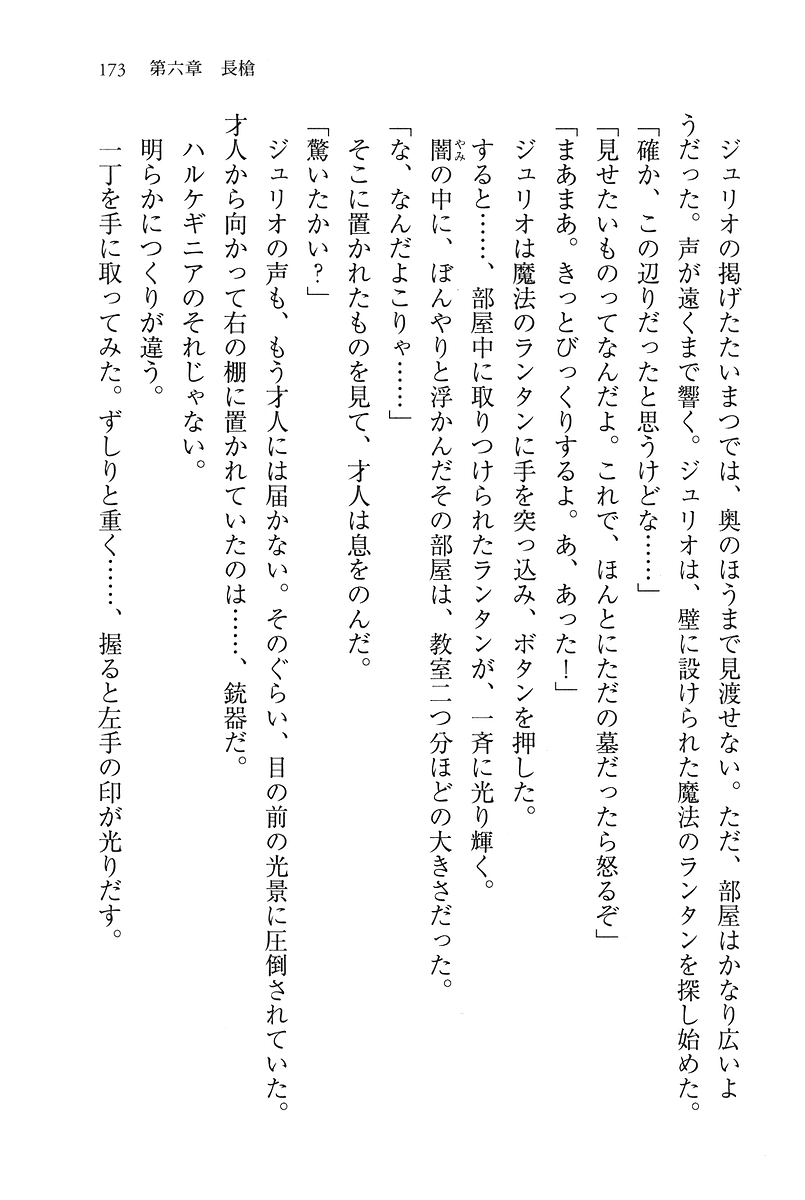 173　第六章　長槍
　ジュリオの掲げたたいまつでは、奥のほうまで見渡せない。ただ、部屋はかなり広いよ
うだった。声が遠くまで響く。ジュリオは、壁に設けられた魔法のランタンを探し始めた。
「確か、この辺りだったと思うけどな……」
「見せたいものってなんだよ。これで、ほんとにただの墓だったら怒るぞ」
「まあまあ。きっとびっくりするよ。あ、あった！」
　ジュリオは魔法のランタンに手を突っ込み、ボタンを押した。
　すると……、部屋中に取りつけられたランタンが、一斉に光り輝く。
　闇やみの中に、ぼんやりと浮かんだその部屋は、教室二つ分ほどの大きさだった。
「な、なんだよこりゃ……」
　そこに置かれたものを見て、才人は息をのんだ。
「驚いたかい？」
　ジュリオの声も、もう才人には届かない。そのぐらい、目の前の光景に圧倒されていた。
才人から向かって右の棚に置かれていたのは……、銃器だ。
　ハルケギニアのそれじゃない。
　明らかにつくりが違う。
　一丁を手に取ってみた。ずしりと重く……、握ると左手の印が光りだす。